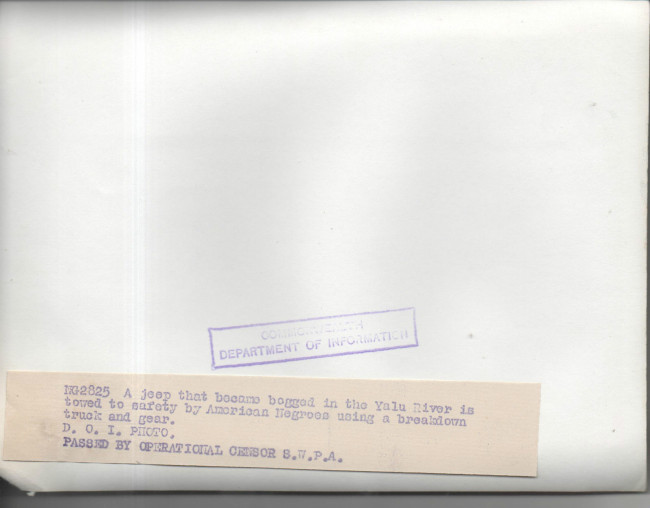 COMMONWEALTH
DEPARTMENT OF INFORMATION
NG2825 A jeep that became bogged in the Yalu River is
towed to safety by American Negroes using a breakdown
truck and gear.
D. O. I. PHOTO.
PASSED BY OPERATIONAL CENSOR S.W.P.A.